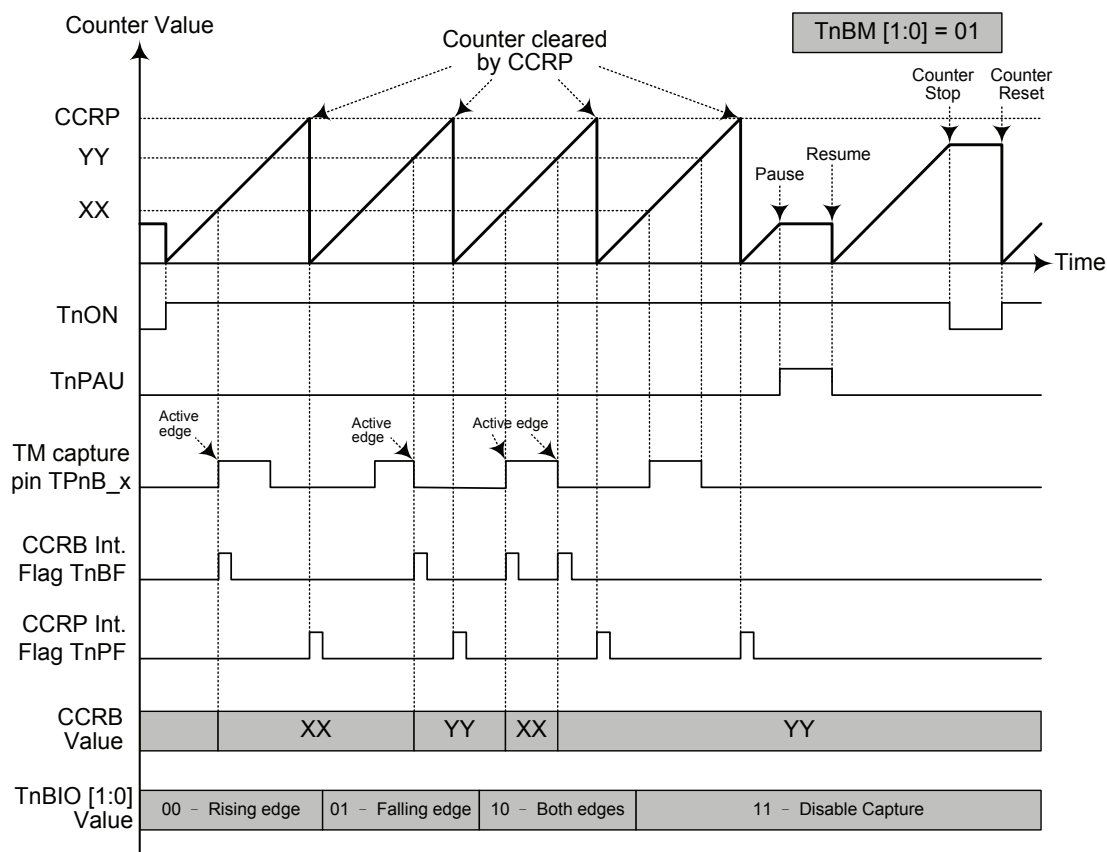 Counter Value
TnBM [1:0] = 01
Counter cleared
by CCRP
Counter
Stop
Counter
Reset
CCRP
YY
XX
Pause
Resume
Time
TnON
TnPAU
Active
edge
Active
edge
Active edge
TM capture
pin TPnB_x
CCRB Int.
Flag TnBF
CCRP Int.
Flag TnPF
CCRB
Value
XX
YY
XX
YY
TnBIO [1:0]
Value
00 - Rising edge
01 - Falling edge
10 - Both edges
11 - Disable Capture